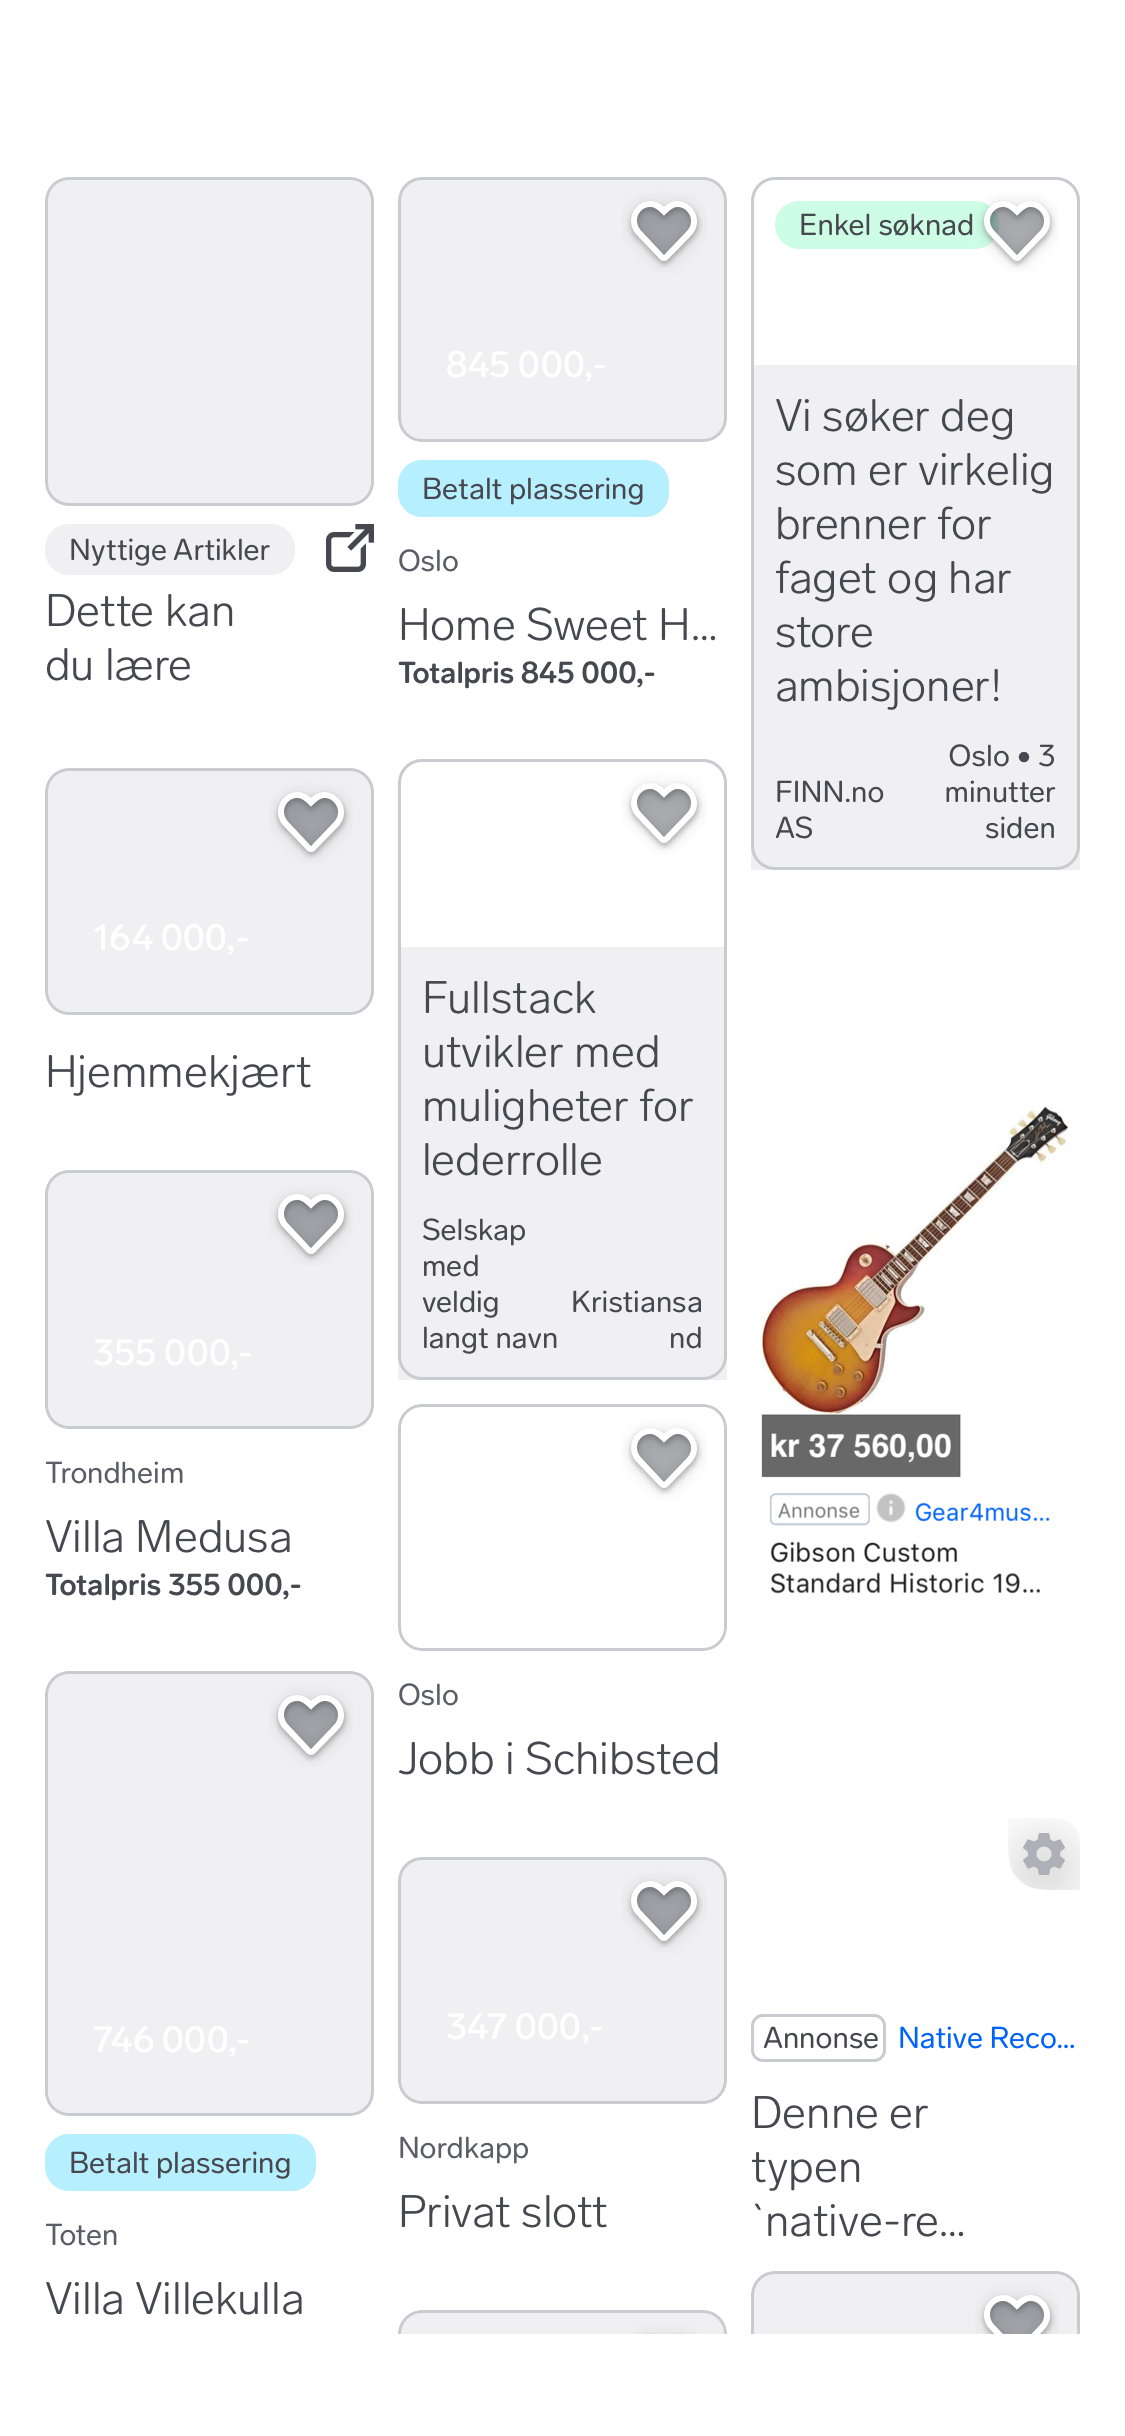 Nyttige Artikler
Dette kan
du lære
164 000,-
Hjemmekjært
355 000,-
Trondheim
Villa Medusa
Totalpris 355 000,-
746 000,-
Betalt plassering
Toten
Villa Villekulla
845 000,-
Betalt plassering
Oslo
Home Sweet H...
Totalpris 845 000,-
Fullstack
utvikler med
muligheter for
lederrolle
Selskap
med
veldig
langt navn
Kristiansa
nd
Oslo
Jobb i Schibsted
347 000,-
Nordkapp
Privat slott
Enkel søknad
Vi søker deg
som er virkelig
brenner for
faget og har
store
ambisjoner!
FINN.no
AS
Oslo • 3
minutter
siden
kr 37 560,00
Annonse Gear4mus...
Gibson Custom
Standard Historic 19...
Annonse Native Reco...
Denne er
typen
`native-re...